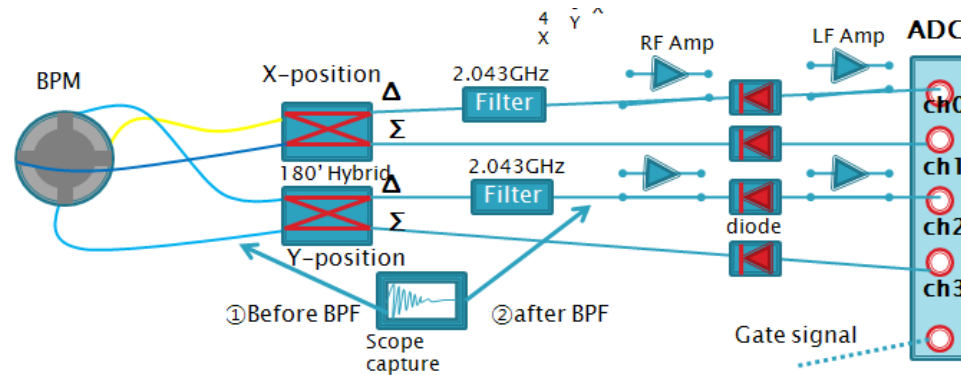 4
X
Y
X
RF Amp
LF Amp
ADC
BPM
X-position
2.043GHz
Δ
Filter
ch0
Σ
ch1
180' Hybrid
Δ
2.043GHz
Filter
Σ
diode
ch2
Y-position
ch3
①Before BPF
②after BPF
Scope
capture
Gate signal